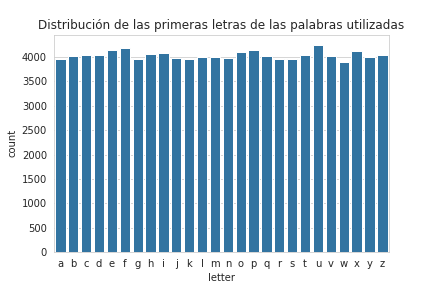 Distribución de las primeras letras de las palabras utilizadas
4000
3500
3000
2500
2000
1500
1000
500
0
count
a b c d e f g h i j k l m n o p q r s t u v w x y z
letter